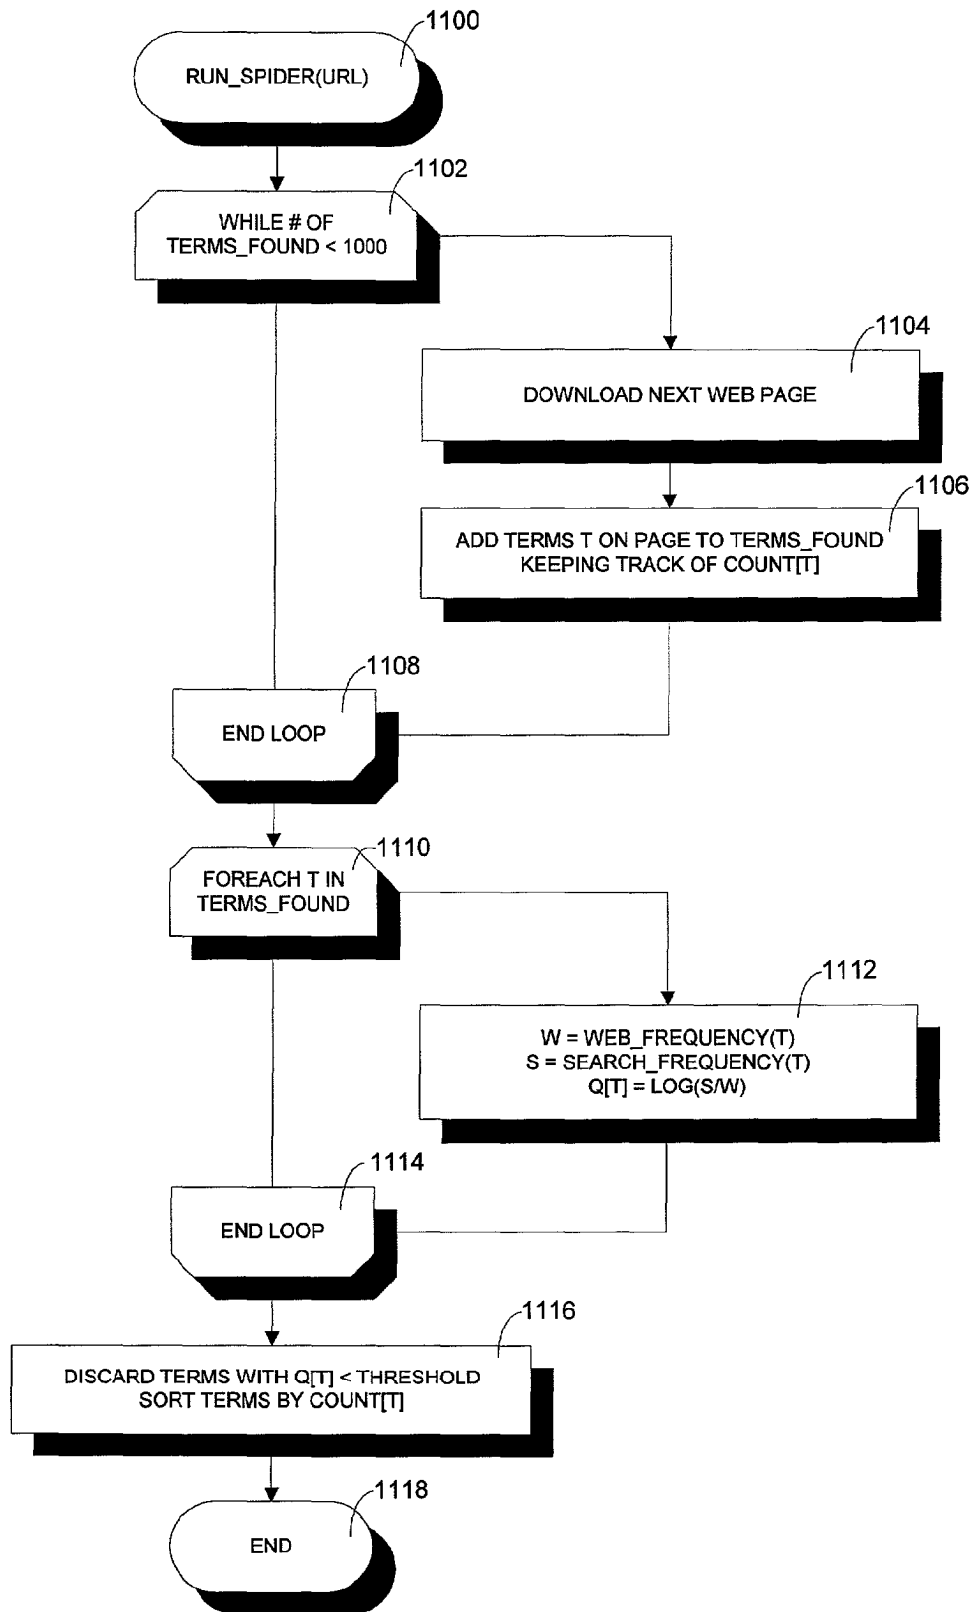 1100
RUN_SPIDER(URL)
1102
WHILE # OF
TERMS_FOUND < 1000
1104
DOWNLOAD NEXT WEB PAGE
1106
ADD TERMS T ON PAGE TO TERMS_FOUND
KEEPING TRACK OF COUNT[T]
1108
END LOOP
1110
FOREACH T IN
TERMS_FOUND
1112
W = WEB_FREQUENCY(T)
S = SEARCH_FREQUENCY(T)
Q[T] = LOG(S/W)
1114
END LOOP
1116
DISCARD TERMS WITH Q[T] < THRESHOLD
SORT TERMS BY COUNT[T]
1118
END